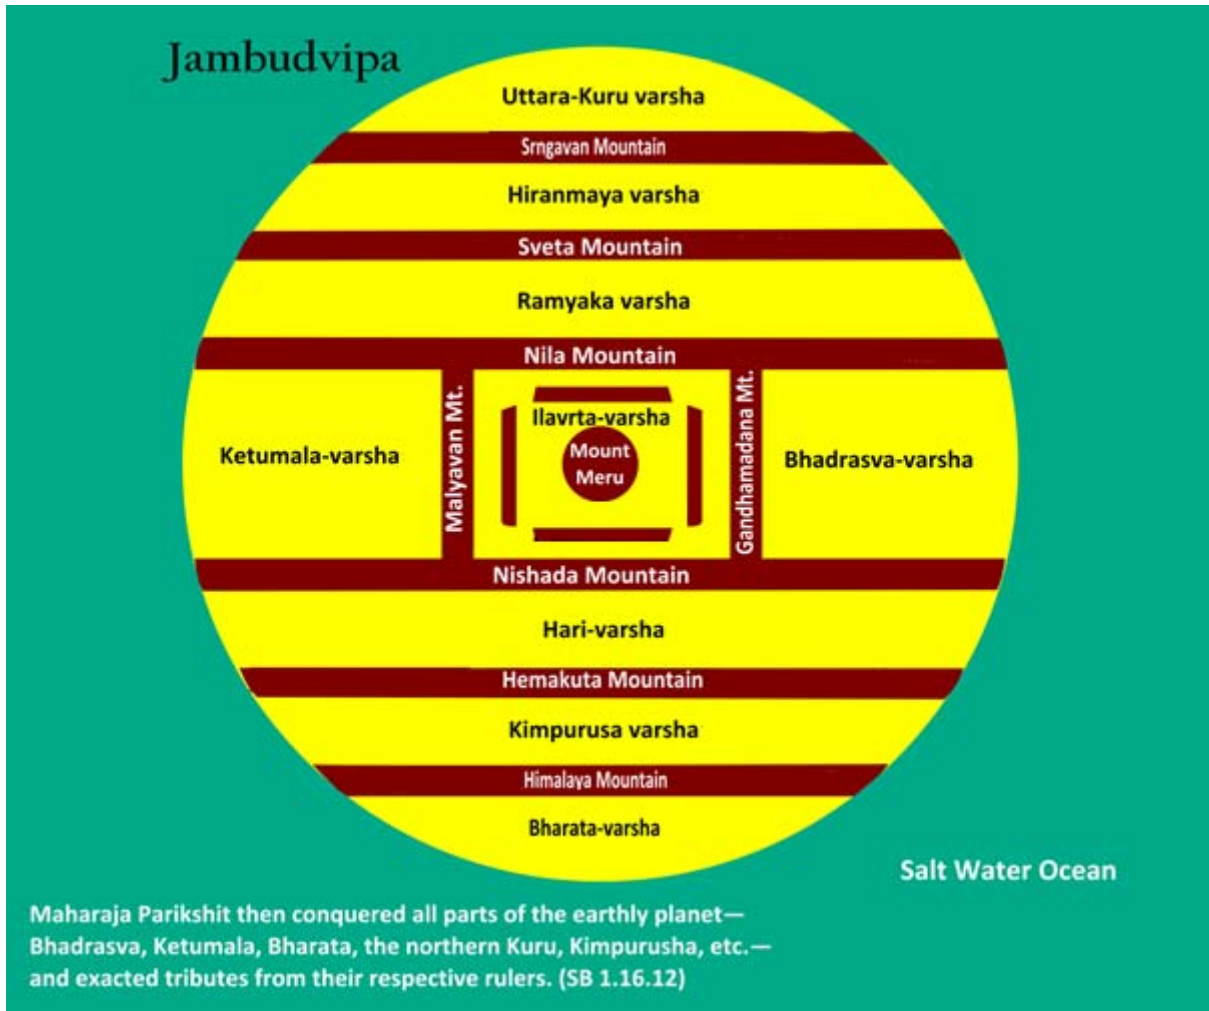 Jambudvipa
Uttara-Kuru varsha
Srngavan Mountain
Hiranmaya varsha
Sveta Mountain
Ramyaka varsha
Nila Mountain
Ketumala-varsha
Malyavan Mt.
Ilavrta-varsha
Mount
Meru
Gandhamadana Mt.
Bhadrasva-varsha
Nishada Mountain
Hari-varsha
Hemakuta Mountain
Kimpurusa varsha
Himalaya Mountain
Bharata-varsha
Salt Water Ocean
Maharaja Parikshit then conquered all parts of the earthly planet—
Bhadrasva, Ketumala, Bharata, the northern Kuru, Kimpurusha, etc.—
and exacted tributes from their respective rulers. (SB 1.16.12)